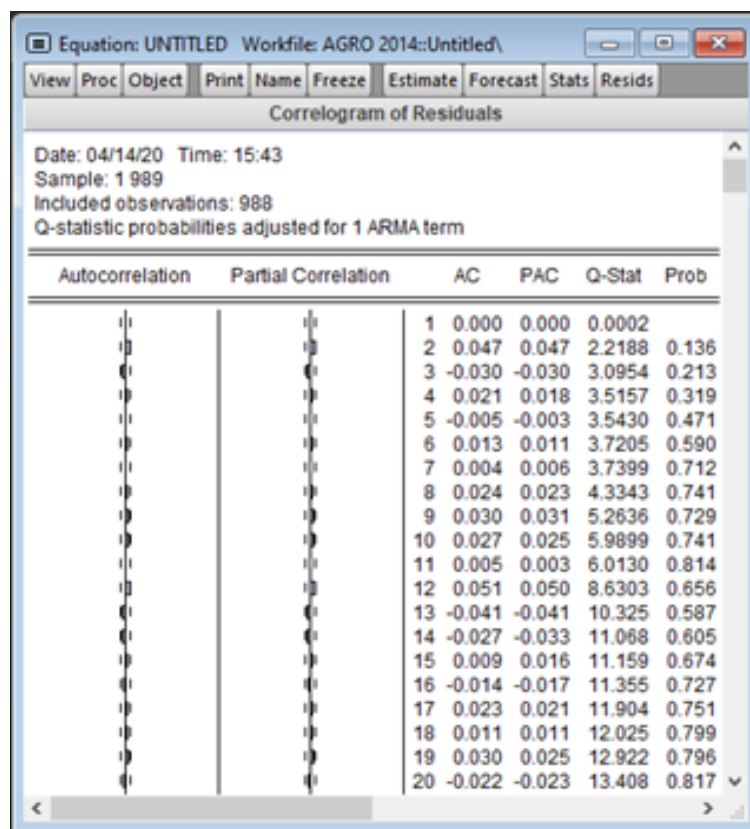 Equation: UNTITLED Workfile: AGRO 2014::Untitled\
View Proc Object Print Name Freeze Estimate Forecast Stats Resids
Correlogram of Residuals
Date: 04/14/20 Time: 15:43
Sample: 1 989
Included observations: 988
Q-statistic probabilities adjusted for 1 ARMA term
Autocorrelation Partial Correlation AC PAC Q-Stat Prob
1 0.000 0.000 0.0002
2 0.047 0.047 2.2188 0.136
3 -0.030 -0.030 3.0954 0.213
4 0.021 0.018 3.5157 0.319
5 -0.005 -0.003 3.5430 0.471
6 0.013 0.011 3.7205 0.590
7 0.004 0.006 3.7399 0.712
8 0.024 0.023 4.3343 0.741
9 0.030 0.031 5.2636 0.729
10 0.027 0.025 5.9899 0.741
11 0.005 0.003 6.0130 0.814
12 0.051 0.050 8.6303 0.656
13 -0.041 -0.041 10.325 0.587
14 -0.027 -0.033 11.068 0.605
15 0.009 0.016 11.159 0.674
16 -0.014 -0.017 11.355 0.727
17 0.023 0.021 11.904 0.751
18 0.011 0.011 12.025 0.799
19 0.030 0.025 12.922 0.796
20 -0.022 -0.023 13.408 0.817